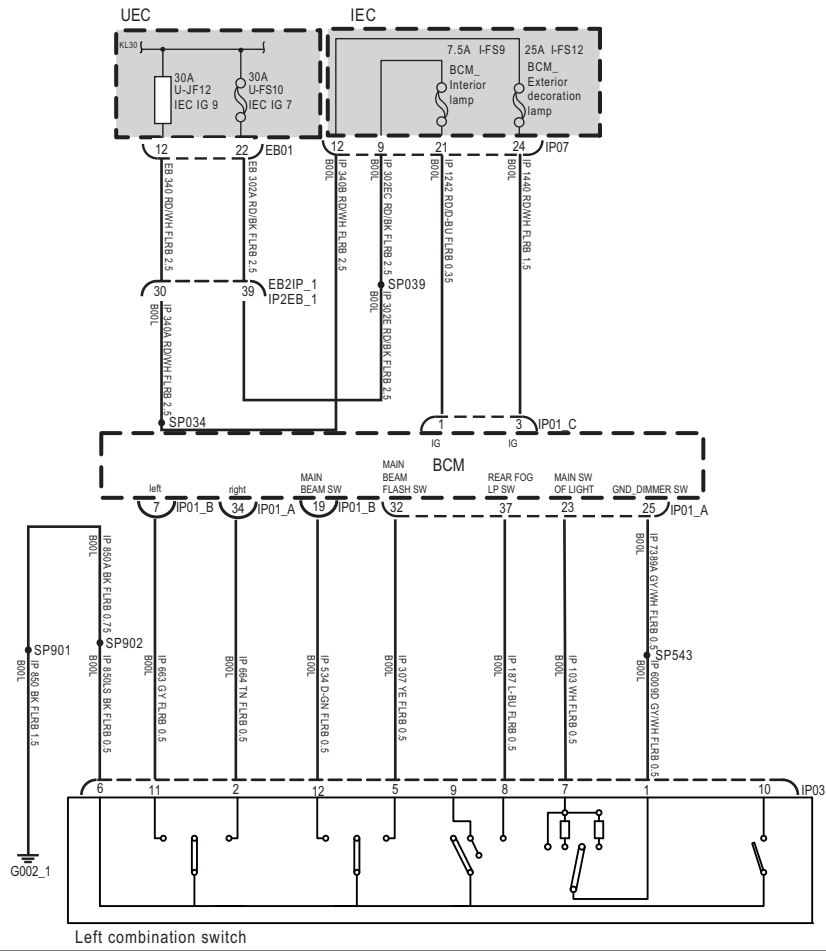 UEC
IEC
KL30
30A
U-JF12
IEC IG 9
30A
U-FS10
IEC IG 7
7.5A I-FS9
BCM_
Interior
lamp
25A I-FS12
BCM_
Exterior
decoration
lamp
12
22
EB01
12
9
21
24
IP07
EB 340 RD/WH FLRB 2.5
EB 302A RD/BK FLRB 2.5
IP 340B RD/WH FLRB 2.5
B00L
IP 302EC RD/BK FLRB 2.5
B00L
IP 1242 RD/D-BU FLRB 0.35
B00L
IP 1440 RD/WH FLRB 1.5
B00L
30
39
EB2IP_1
IP2EB_1
SP039
IP 340A RD/WH FLRB 2.5
B00L
IP 302E RD/BK FLRB 2.5
B00L
SP034
1
3
IP01_C
IG
IG
BCM
left
right
MAIN
BEAM SW
MAIN
BEAM
FLASH SW
REAR FOG
LP SW
MAIN SW
OF LIGHT
GND_DIMMER SW
7
IP01_B
34
IP01_A
19
IP01_B
32
37
23
25
IP01_A
IP 850A BK FLRB 0.75
B00L
IP 7389A GY/WH FLRB 0.5
B00L
SP901
SP902
SP543
IP 850 BK FLRB 1.5
B00L
IP 850LS BK FLRB 0.5
B00L
IP 663 GY FLRB 0.5
B00L
IP 664 TN FLRB 0.5
B00L
IP 534 D-GN FLRB 0.5
B00L
IP 307 YE FLRB 0.5
B00L
IP 187 L-BU FLRB 0.5
B00L
IP 103 WH FLRB 0.5
B00L
IP 6009D GY/WH FLRB 0.5
B00L
6
11
2
12
5
9
8
7
1
10
IP03
G002_1
Left combination switch